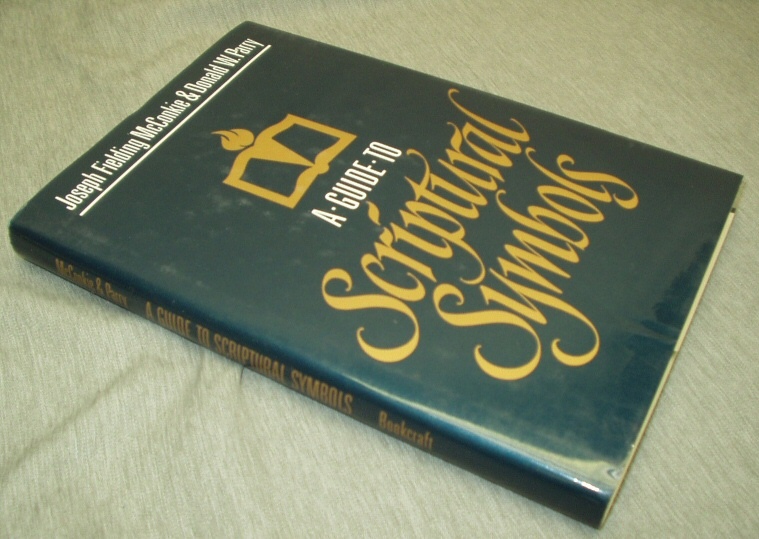 Joseph Fielding McConkie & Donald W. Parry
A·GUIDE·TO
Scriptural
Symbols
McConkie & Parry A GUIDE TO SCRIPTURAL SYMBOLS Bookcraft